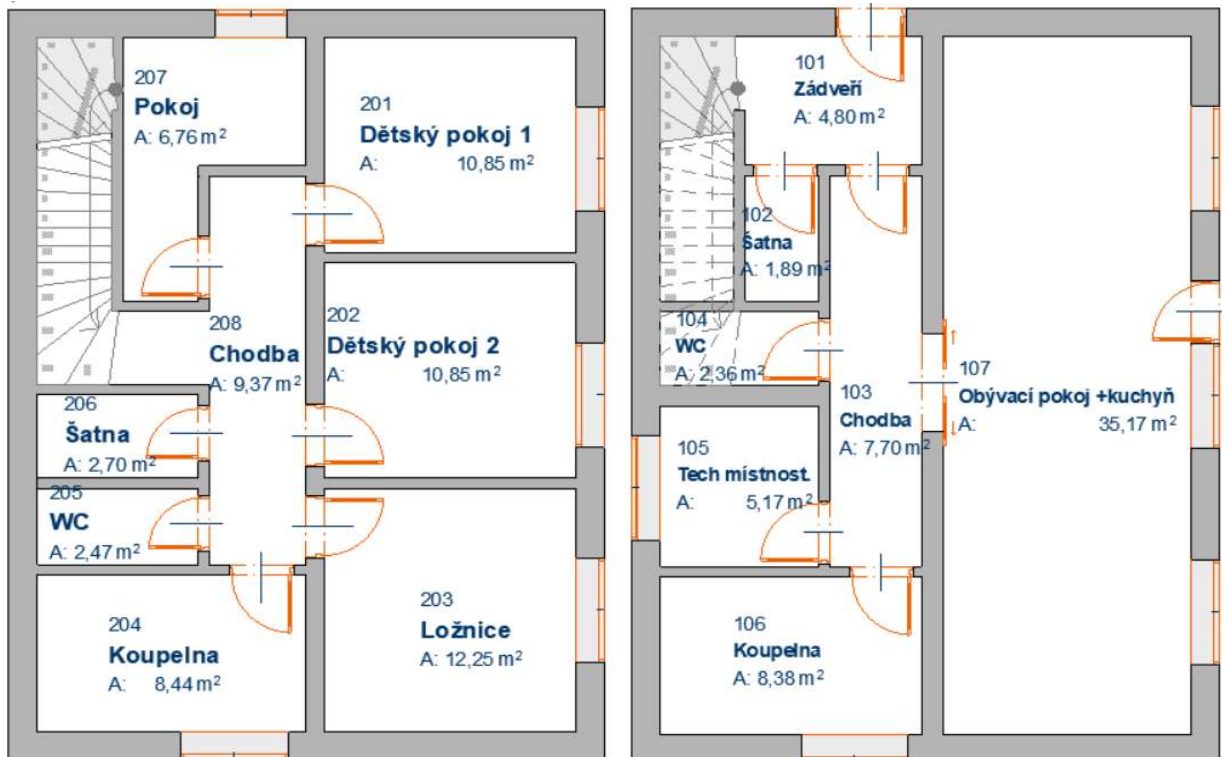 207
Pokoj
A: 6,76 m²
201
Dětský pokoj 1
A: 10,85 m²
208
Chodba
A: 9,37 m²
202
Dětský pokoj 2
A: 10,85 m²
206
Šatna
A: 2,70 m²
205
WC
A: 2,47 m²
204
Koupelna
A: 8,44 m²
203
Ložnice
A: 12,25 m²
101
Zádveří
A: 4,80 m²
102
Šatna
A: 1,89 m²
104
WC
A: 2,36 m²
103
Chodba
A: 7,70 m²
107
Obývací pokoj +kuchyň
A: 35,17 m²
105
Tech místnost.
A: 5,17 m²
106
Koupelna
A: 8,38 m²